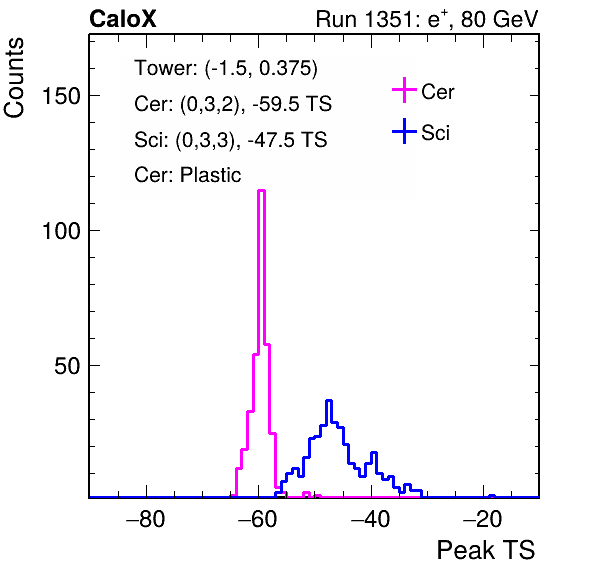 CaloX Run 1351: e⁺, 80 GeV
Counts
Tower: (-1.5, 0.375)
Cer: (0,3,2), -59.5 TS
Sci: (0,3,3), -47.5 TS
Cer: Plastic
Cer
Sci
150
100
50
−80 −60 −40 −20
Peak TS